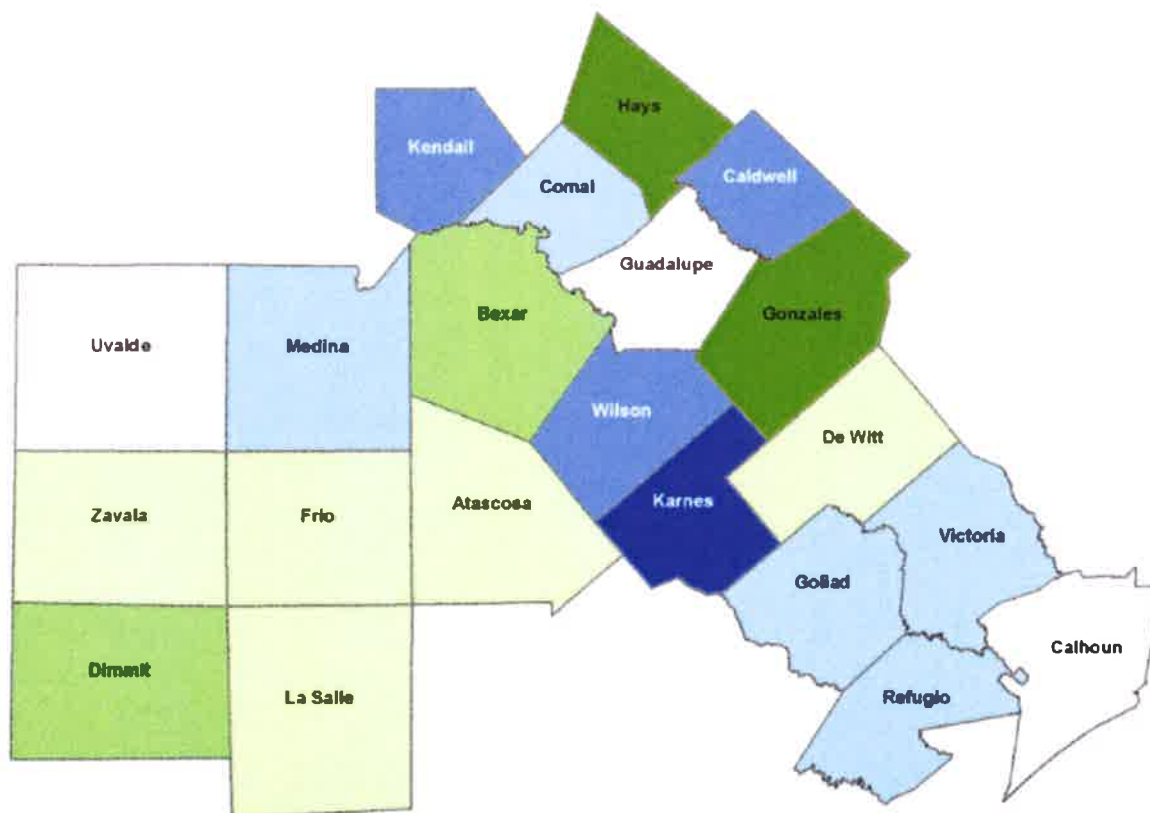 Hays
Kendall
Caldwell
Comal
Guadalupe
Bexar
Gonzales
Uvalde
Medina
Wilson
De Witt
Zavala
Frio
Atascosa
Karnes
Victoria
Goliad
Calhoun
Dimmit
La Salle
Refugio